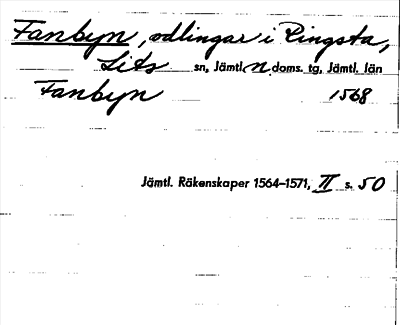 Fanbyn, odlingar i Ringsta,
Lits sn, Jämtl. n. doms. tg, Jämtl. län
Fanbyn 1568
Jämtl. Räkenskaper 1564–1571, II s. 50